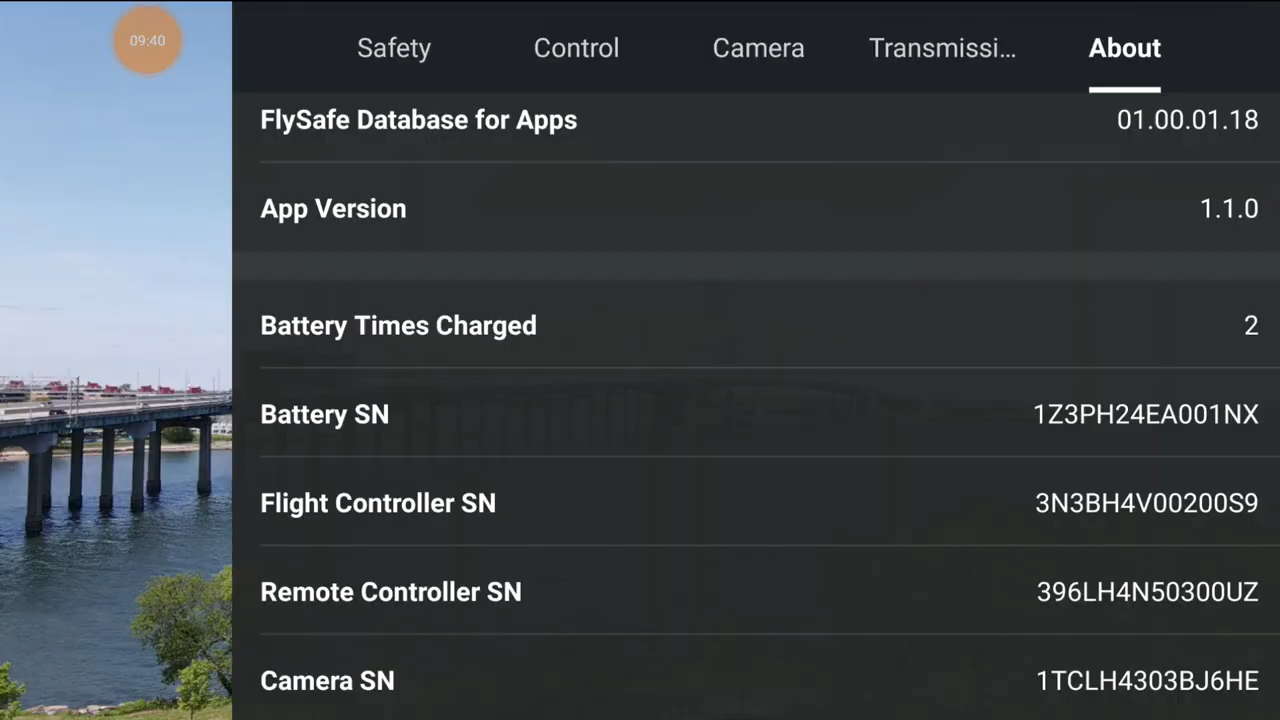 09:40
Safety Control Camera Transmissi... About
FlySafe Database for Apps 01.00.01.18
App Version 1.1.0
Battery Times Charged 2
Battery SN 1Z3PH24EA001NX
Flight Controller SN 3N3BH4V00200S9
Remote Controller SN 396LH4N50300UZ
Camera SN 1TCLH4303BJ6HE